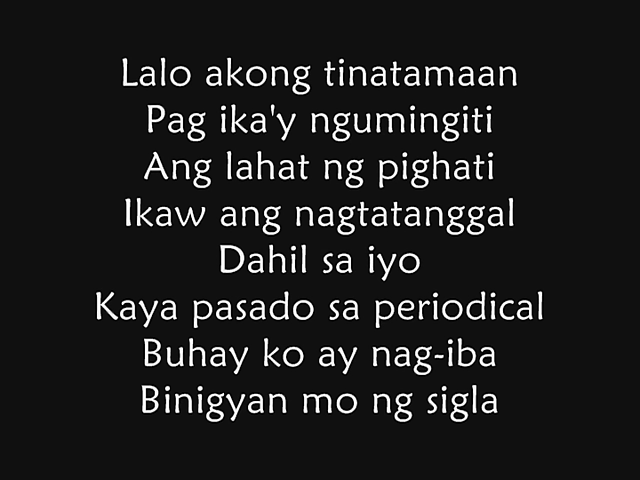 Lalo akong tinatamaan
Pag ika'y ngumingiti
Ang lahat ng pighati
Ikaw ang nagtatanggal
Dahil sa iyo
Kaya pasado sa periodical
Buhay ko ay nag-iba
Binigyan mo ng sigla